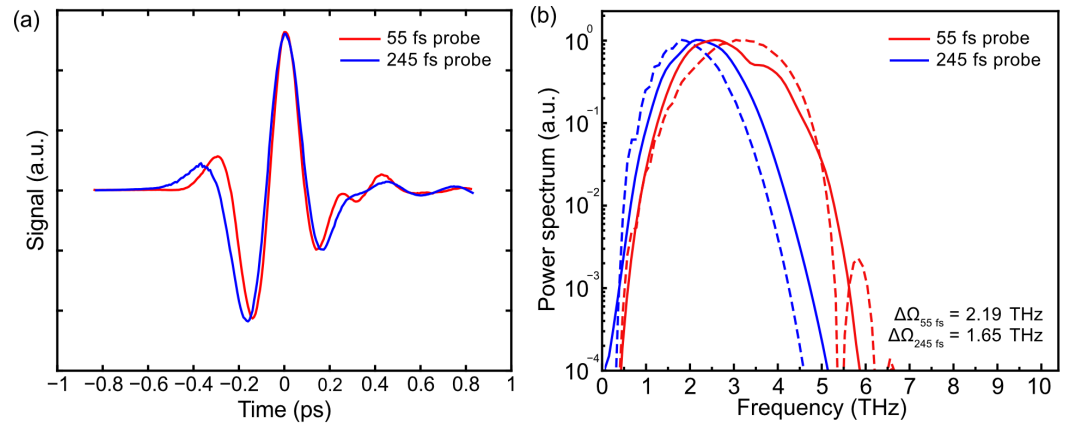 (a)
55 fs probe
245 fs probe
Signal (a.u.)
−1 −0.8 −0.6 −0.4 −0.2 0 0.2 0.4 0.6 0.8 1
Time (ps)
(b)
55 fs probe
245 fs probe
Power spectrum (a.u.)
10⁰
10⁻¹
10⁻²
10⁻³
10⁻⁴
ΔΩ55 fs = 2.19 THz
ΔΩ245 fs = 1.65 THz
0 1 2 3 4 5 6 7 8 9 10
Frequency (THz)